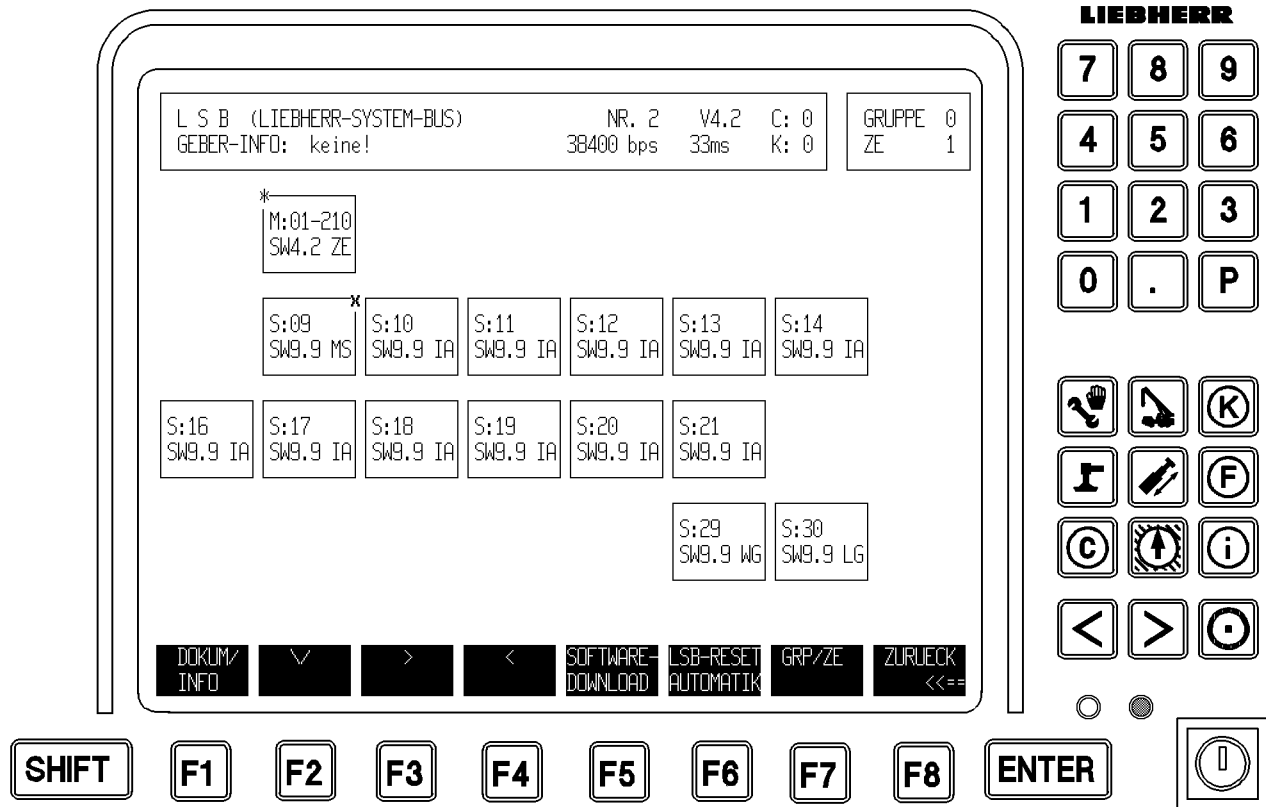 LIEBHERR
L S B (LIEBHERR-SYSTEM-BUS) NR. 2 V4.2 C: 0
GEBER-INFO: keine! 38400 bps 33ms K: 0
GRUPPE 0
ZE 1
M:01-210
SW4.2 ZE
S:09 S:10 S:11 S:12 S:13 S:14
SW9.9 MS SW9.9 IA SW9.9 IA SW9.9 IA SW9.9 IA SW9.9 IA
S:16 S:17 S:18 S:19 S:20 S:21
SW9.9 IA SW9.9 IA SW9.9 IA SW9.9 IA SW9.9 IA SW9.9 IA
S:29 S:30
SW9.9 WG SW9.9 LG
DOKUM/ \/ > < SOFTWARE- LSB-RESET GRP/ZE ZURUECK
INFO DOWNLOAD AUTOMATIK <<==
SHIFT F1 F2 F3 F4 F5 F6 F7 F8 ENTER
7 8 9
4 5 6
1 2 3
0 . P
K
F
C i
< >